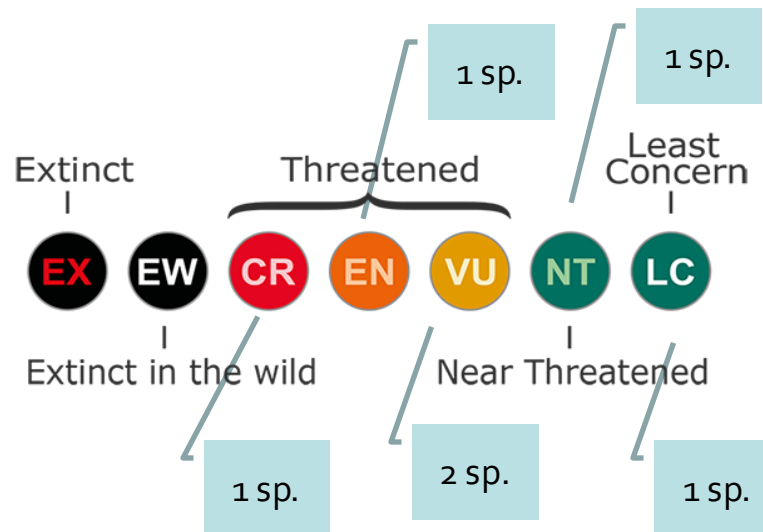 1 sp.
1 sp.
Extinct
Threatened
Least
Concern
EX EW CR EN VU NT LC
Extinct in the wild
Near Threatened
1 sp.
2 sp.
1 sp.